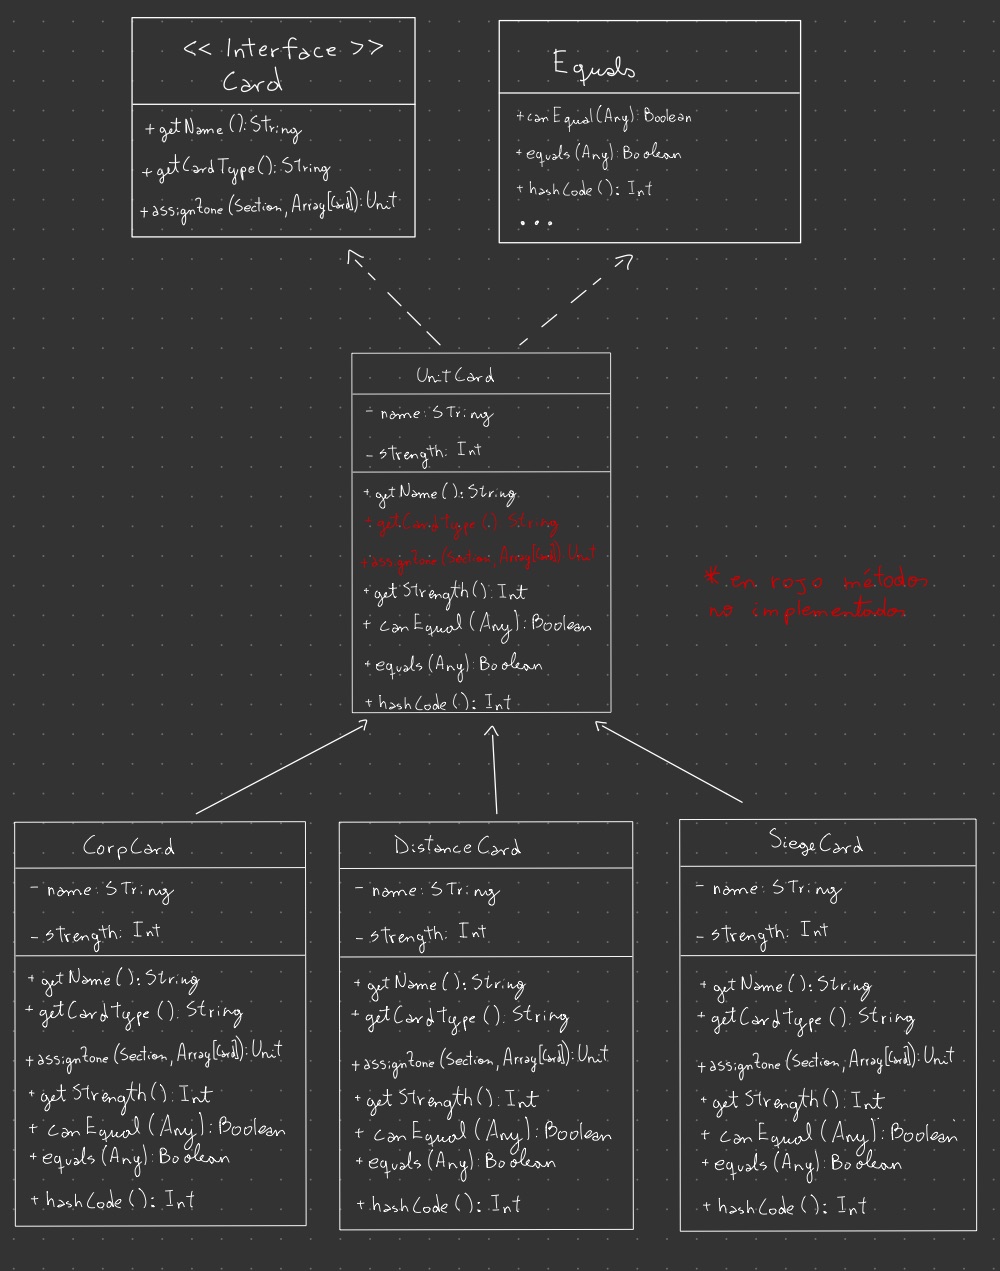 << Interface >>
Card
+getName(): String
+getCardType(): String
+assignZone(Section, Array[Card]): Unit
Equals
+canEqual(Any): Boolean
+equals(Any): Boolean
+hashCode(): Int
...
UnitCard
- name: String
- strength: Int
+getName(): String
+getCardType(): String
+assignZone(Section, Array[Card]): Unit
+getStrength(): Int
+ canEqual(Any): Boolean
+equals(Any): Boolean
+hashCode(): Int
* en rojo métodos
no implementados
CorpCard
- name: String
- strength: Int
+ getName(): String
+ getCardType(): String
+assignZone(Section, Array[Card]): Unit
+ getStrength(): Int
+ canEqual(Any): Boolean
+ equals(Any): Boolean
+ hashCode(): Int
DistanceCard
- name: String
- strength: Int
+ getName(): String
+ getCardType(): String
+assignZone(Section, Array[Card]): Unit
+ getStrength(): Int
+ canEqual(Any): Boolean
+ equals(Any): Boolean
+ hashCode(): Int
SiegeCard
- name: String
- strength: Int
+ getName(): String
+ getCardType(): String
+assignZone(Section, Array[Card]): Unit
+ getStrength(): Int
+ canEqual(Any): Boolean
+ equals(Any): Boolean
+ hashCode(): Int